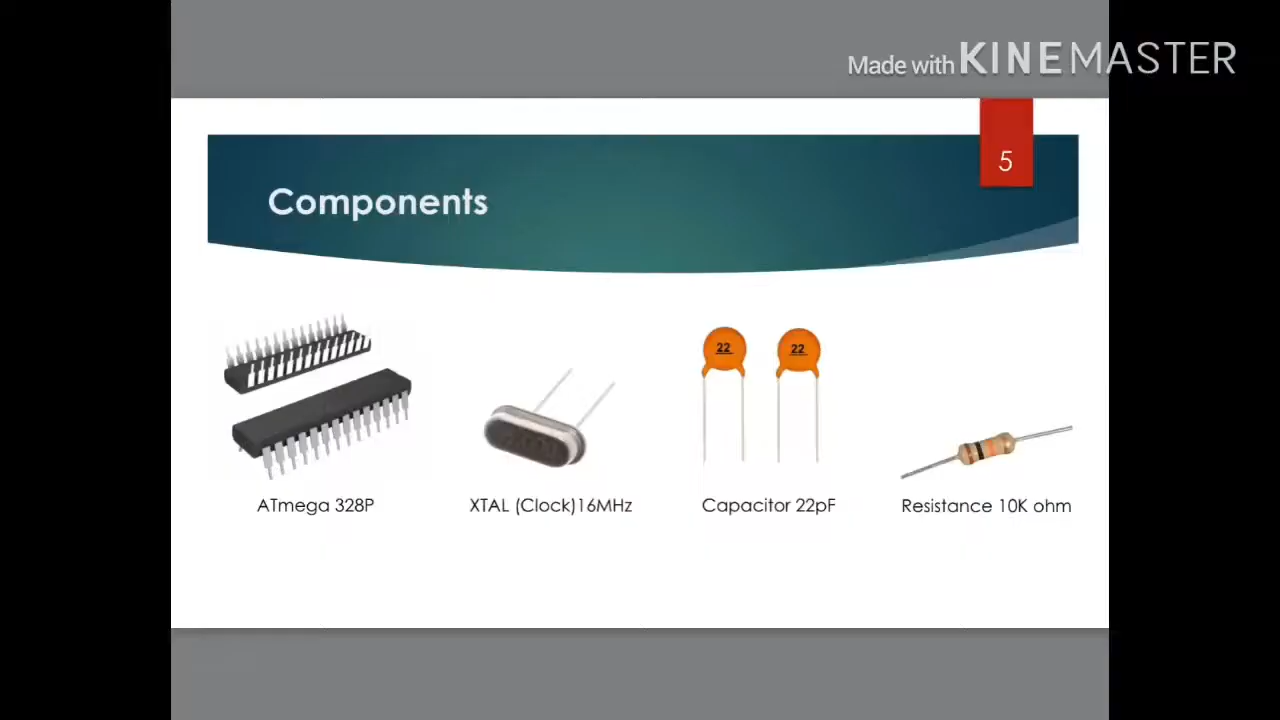 Made with KINEMASTER
5
Components
22
22
ATmega 328P
XTAL (Clock)16MHz
Capacitor 22pF
Resistance 10K ohm